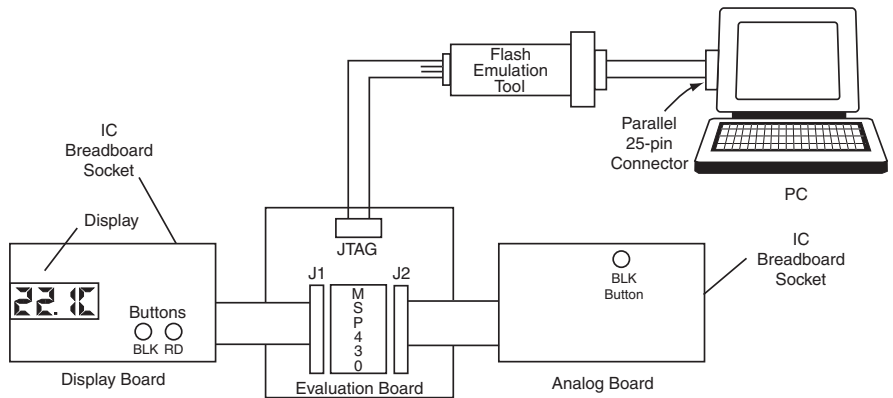 Flash
Emulation
Tool
Parallel
25-pin
Connector
PC
IC
Breadboard
Socket
Display
JTAG
J1
J2
M
S
P
4
3
0
22.1C
Buttons
BLK RD
Display Board
Evaluation Board
BLK
Button
Analog Board
IC
Breadboard
Socket